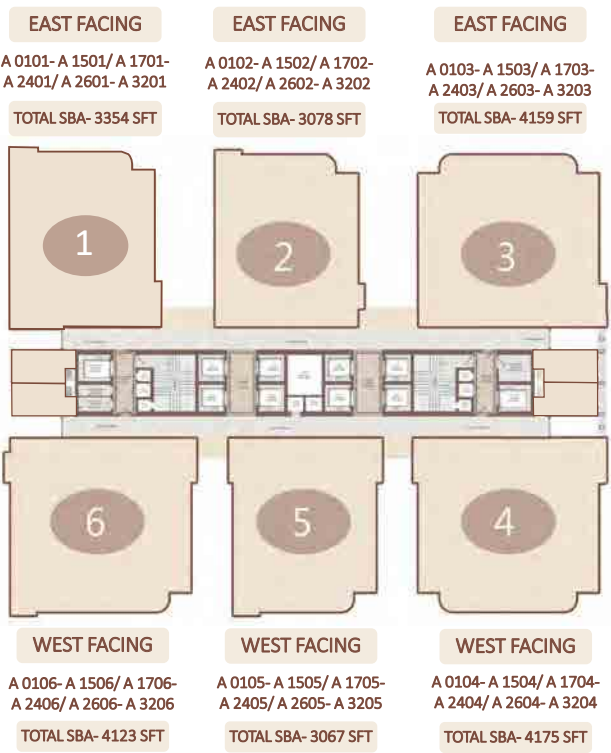 EAST FACING
A 0101- A 1501/ A 1701-
A 2401/ A 2601- A 3201
TOTAL SBA- 3354 SFT
EAST FACING
A 0102- A 1502/ A 1702-
A 2402/ A 2602- A 3202
TOTAL SBA- 3078 SFT
EAST FACING
A 0103- A 1503/ A 1703-
A 2403/ A 2603- A 3203
TOTAL SBA- 4159 SFT
1
2
3
6
5
4
WEST FACING
A 0106- A 1506/ A 1706-
A 2406/ A 2606- A 3206
TOTAL SBA- 4123 SFT
WEST FACING
A 0105- A 1505/ A 1705-
A 2405/ A 2605- A 3205
TOTAL SBA- 3067 SFT
WEST FACING
A 0104- A 1504/ A 1704-
A 2404/ A 2604- A 3204
TOTAL SBA- 4175 SFT